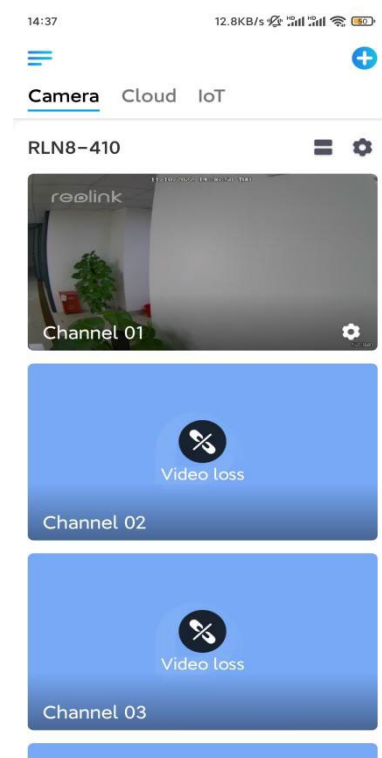 14:37 12.8KB/s 50
Camera Cloud IoT
RLN8-410
reolink
Channel 01
Video loss
Channel 02
Video loss
Channel 03